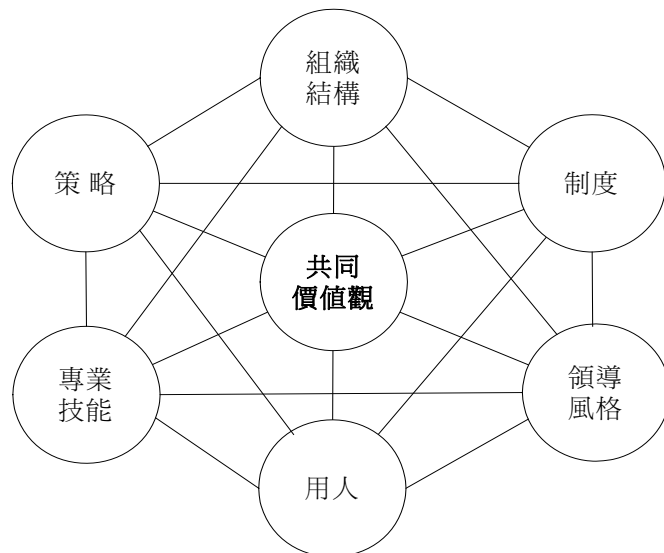 組織
結構
策 略
制度
共同
價值觀
專業
技能
領導
風格
用人